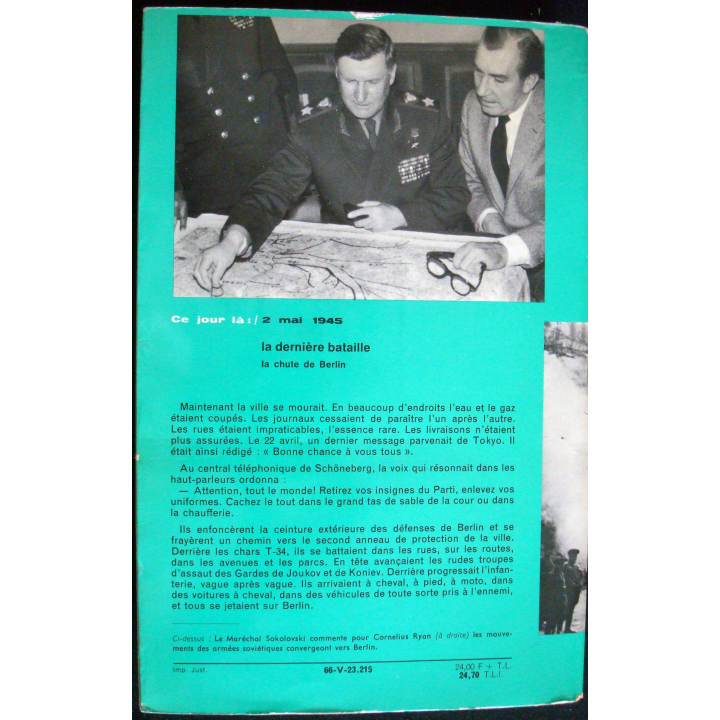 Ce jour là :/ 2 mai 1945
la dernière bataille
la chute de Berlin
Maintenant la ville se mourait. En beaucoup d'endroits l'eau et le gaz
étaient coupés. Les journaux cessaient de paraître l'un après l'autre.
Les rues étaient impraticables, l'essence rare. Les livraisons n'étaient
plus assurées. Le 22 avril, un dernier message parvenait de Tokyo. Il
était ainsi rédigé : « Bonne chance à vous tous ».
Au central téléphonique de Schöneberg, la voix qui résonnait dans les
haut-parleurs ordonna :
— Attention, tout le monde! Retirez vos insignes du Parti, enlevez vos
uniformes. Cachez le tout dans le grand tas de sable de la cour ou dans
la chaufferie.
Ils enfoncèrent la ceinture extérieure des défenses de Berlin et se
frayèrent un chemin vers le second anneau de protection de la ville.
Derrière les chars T-34, ils se battaient dans les rues, sur les routes,
dans les avenues et les parcs. En tête avançaient les rudes troupes
d'assaut des Gardes de Joukov et de Koniev. Derrière progressait l'infan-
terie, vague après vague. Ils arrivaient à cheval, à pied, à moto, dans
des voitures à cheval, dans des véhicules de toute sorte pris à l'ennemi,
et tous se jetaient sur Berlin.
Ci-dessus : Le Maréchal Sokolovski commente pour Cornelius Ryan (à droite) les mouve-
ments des armées soviétiques convergeant vers Berlin.
Imp. Just.
66-V-23.215
24,00 F + T.L.
24,70 T.L.I.